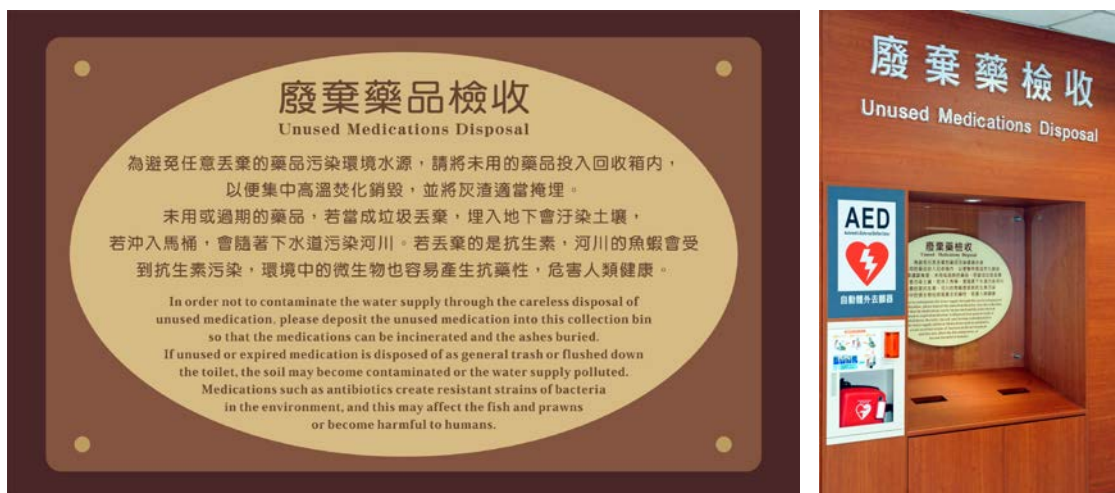 廢棄藥品檢收
Unused Medications Disposal
為避免任意丟棄的藥品污染環境水源，請將未用的藥品投入回收箱內，
以便集中高溫焚化銷毀，並將灰渣適當掩埋。
未用或過期的藥品，若當成垃圾丟棄，埋入地下會汙染土壤，
若沖入馬桶，會隨著下水道污染河川。若丟棄的是抗生素，河川的魚蝦會受
到抗生素污染，環境中的微生物也容易產生抗藥性，危害人類健康。
In order not to contaminate the water supply through the careless disposal of
unused medication, please deposit the unused medication into this collection bin
so that the medications can be incinerated and the ashes buried.
If unused or expired medication is disposed of as general trash or flushed down
the toilet, the soil may become contaminated or the water supply polluted.
Medications such as antibiotics create resistant strains of bacteria
in the environment, and this may affect the fish and prawns
or become harmful to humans.
廢棄藥檢收
Unused Medications Disposal
AED
自動體外去顫器
廢棄藥檢收
Unused Medications Disposal